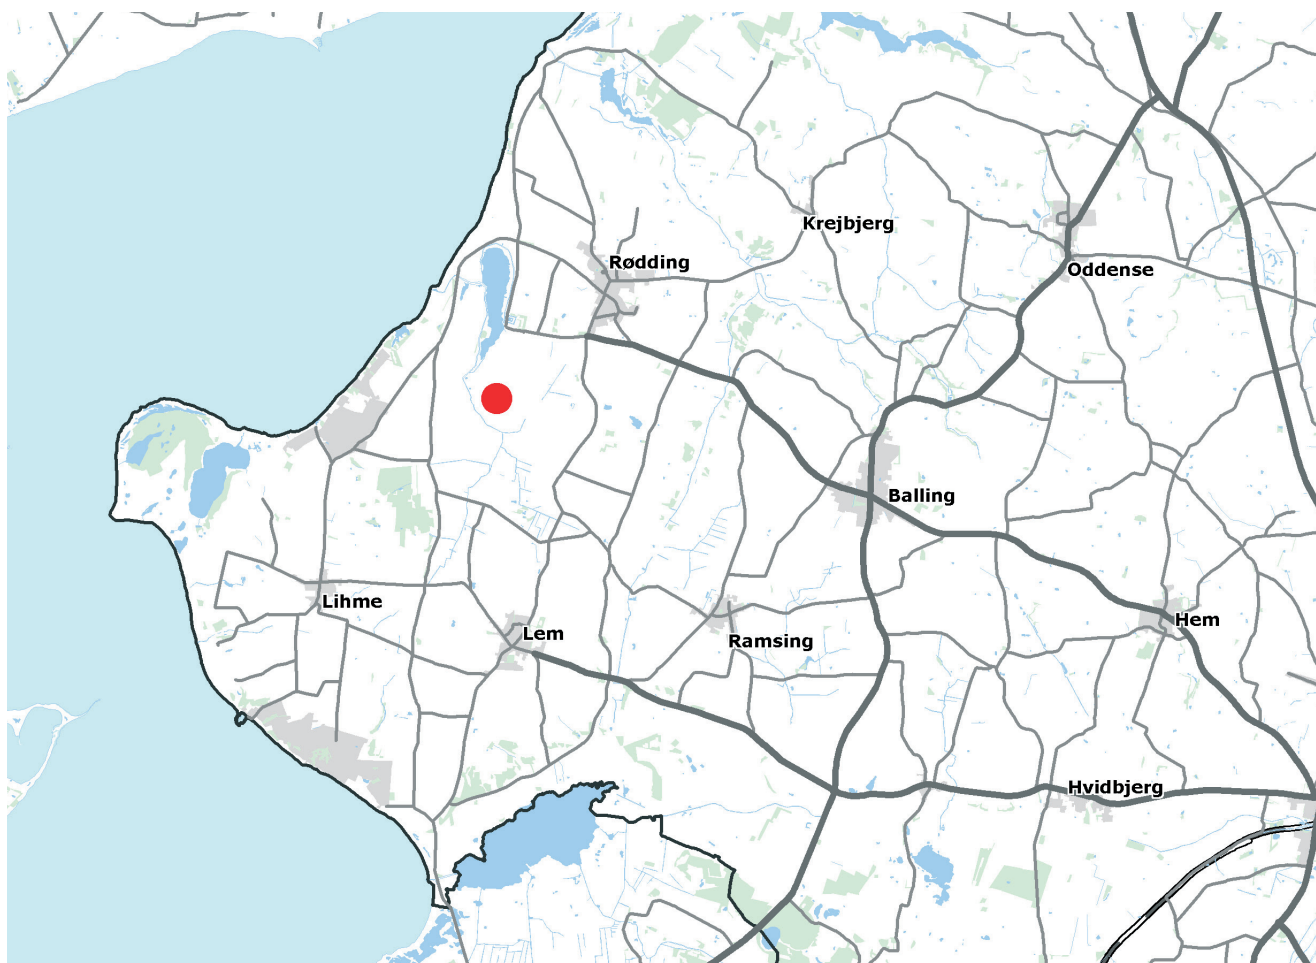 Krejbjerg
Rødding
Oddense
Balling
Lihme
Hem
Lem
Ramsing
Hvidbjerg